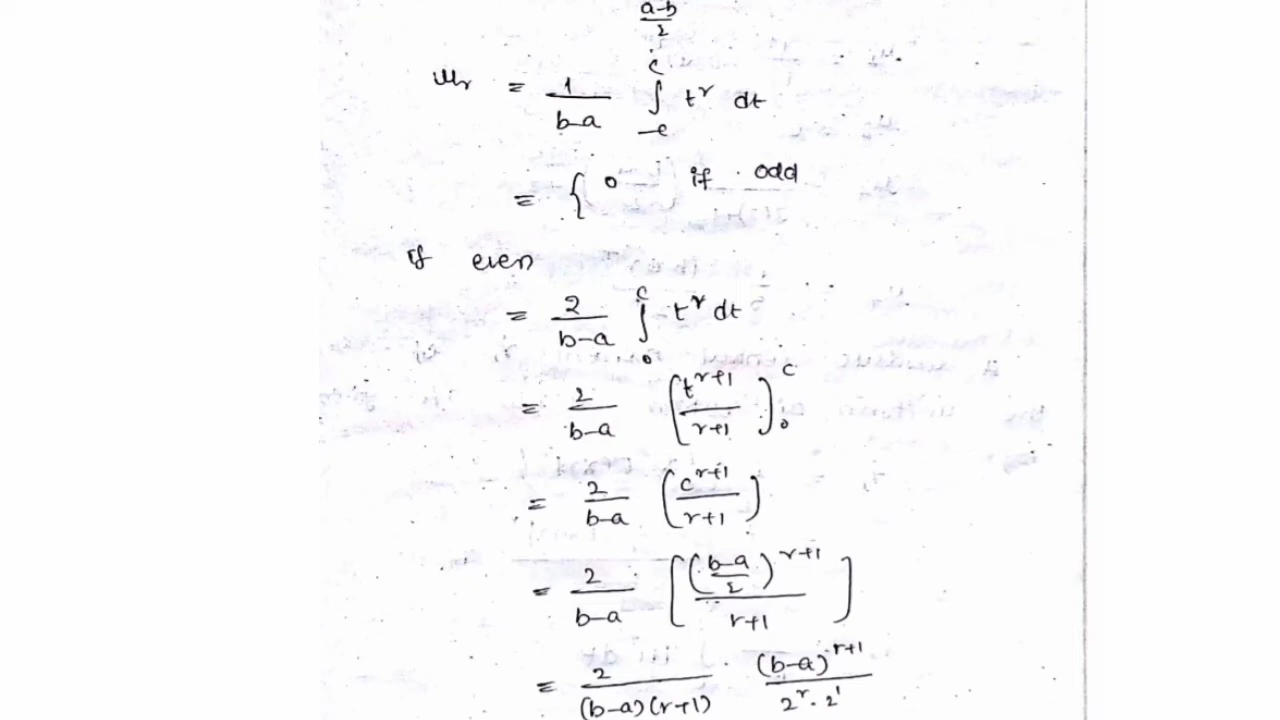 a-b/2
μr = 1/(b-a) ∫_{-c}^{c} t^r dt
= { 0 if odd
If even
= 2/(b-a) ∫_0^c t^r dt
= 2/(b-a) [t^{r+1}/(r+1)]_0^c
= 2/(b-a) (c^{r+1}/(r+1))
= 2/(b-a) [((b-a)/2)^{r+1}/(r+1)]
= 2/((b-a)(r+1)) (b-a)^{r+1}/(2^r · 2^1)